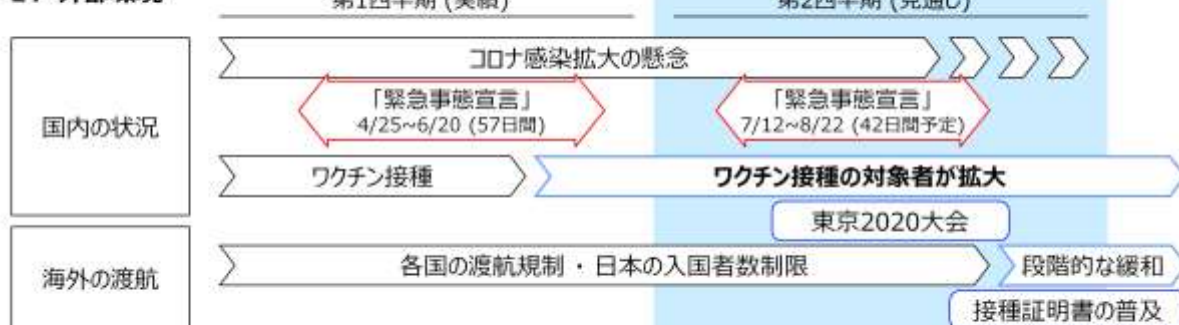 第1四半期 (実績)
第2四半期 (見通し)
国内の状況
コロナ感染拡大の懸念
「緊急事態宣言」
4/25~6/20 (57日間)
「緊急事態宣言」
7/12~8/22 (42日間予定)
ワクチン接種
ワクチン接種の対象者が拡大
東京2020大会
海外の渡航
各国の渡航規制 ・ 日本の入国者数制限
段階的な緩和
接種証明書の普及